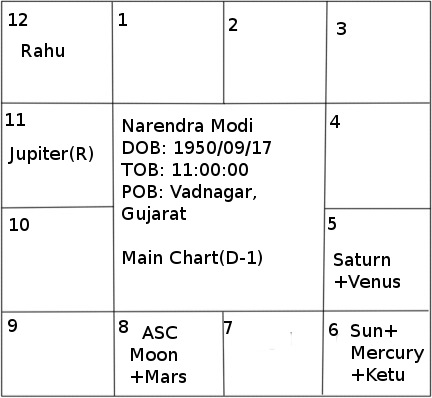 12
Rahu
1
2
3
11
Jupiter(R)
Narendra Modi
DOB: 1950/09/17
TOB: 11:00:00
POB: Vadnagar,
Gujarat
Main Chart(D-1)
4
10
5
Saturn
+Venus
9
8 ASC
Moon
+Mars
7
6 Sun+
Mercury
+Ketu